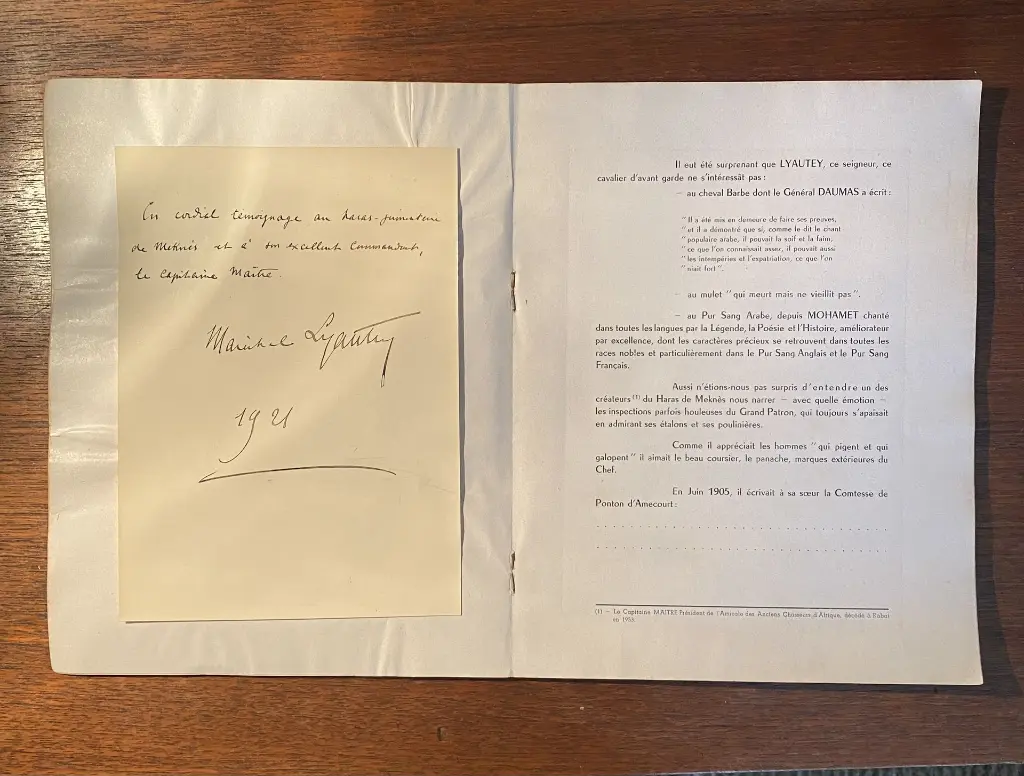 En cordial témoignage au haras-jumenterie
de Meknès et à son excellent Commandant,
le Capitaine Maître.
Maréchal Lyautey
1921
Il eut été surprenant que LYAUTEY, ce seigneur, ce
cavalier d'avant garde ne s'intéressât pas :
— au cheval Barbe dont le Général DAUMAS a écrit :
" Il a été mis en demeure de faire ses preuves,
" et il a démontré que si, comme le dit le chant
" populaire arabe, il pouvait la soif et la faim,
" ce que l'on connaissait assez, il pouvait aussi
" les intempéries et l'expatriation, ce que l'on
" niait fort ".
— au mulet " qui meurt mais ne vieillit pas ".
— au Pur Sang Arabe, depuis MOHAMET chanté
dans toutes les langues par la Légende, la Poésie et l'Histoire, améliorateur
par excellence, dont les caractères précieux se retrouvent dans toutes les
races nobles et particulièrement dans le Pur Sang Anglais et le Pur Sang
Français.
Aussi n'étions-nous pas surpris d'entendre un des
créateurs (1) du Haras de Meknès nous narrer — avec quelle émotion —
les inspections parfois houleuses du Grand Patron, qui toujours s'apaisait
en admirant ses étalons et ses poulinières.
Comme il appréciait les hommes " qui pigent et qui
galopent " il aimait le beau coursier, le panache, marques extérieures du
Chef.
En Juin 1905, il écrivait à sa sœur la Comtesse de
Ponton d'Amecourt :
(1) — Le Capitaine MAITRE Président de l'Amicale des Anciens Chasseurs d'Afrique, décédé à Rabat
en 1953